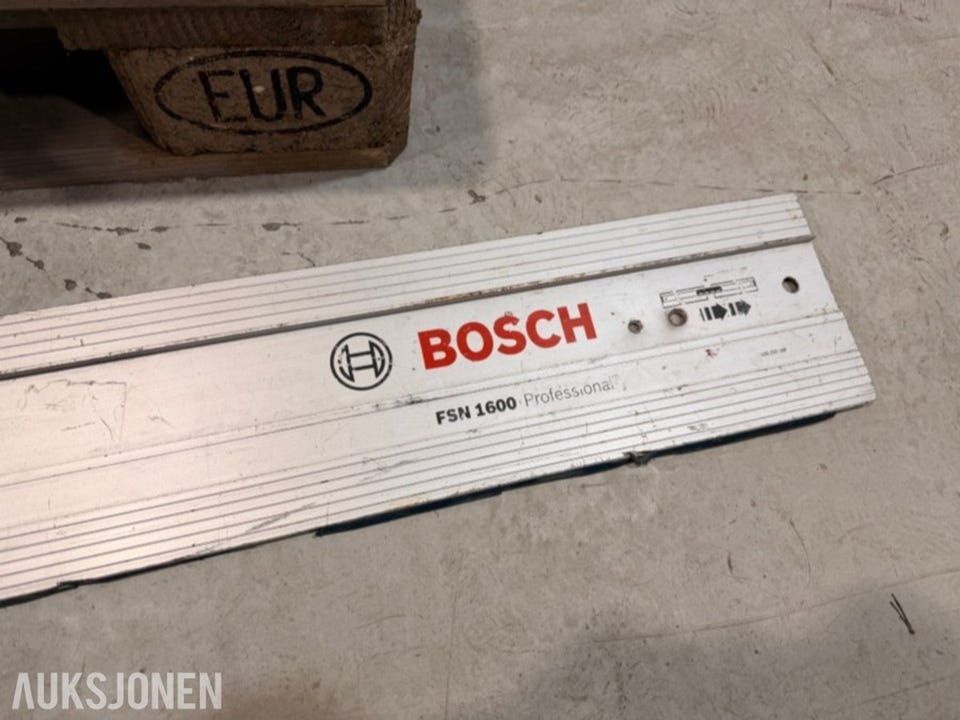 EUR
BOSCH
FSN 1600 Professional
AUKSJONEN